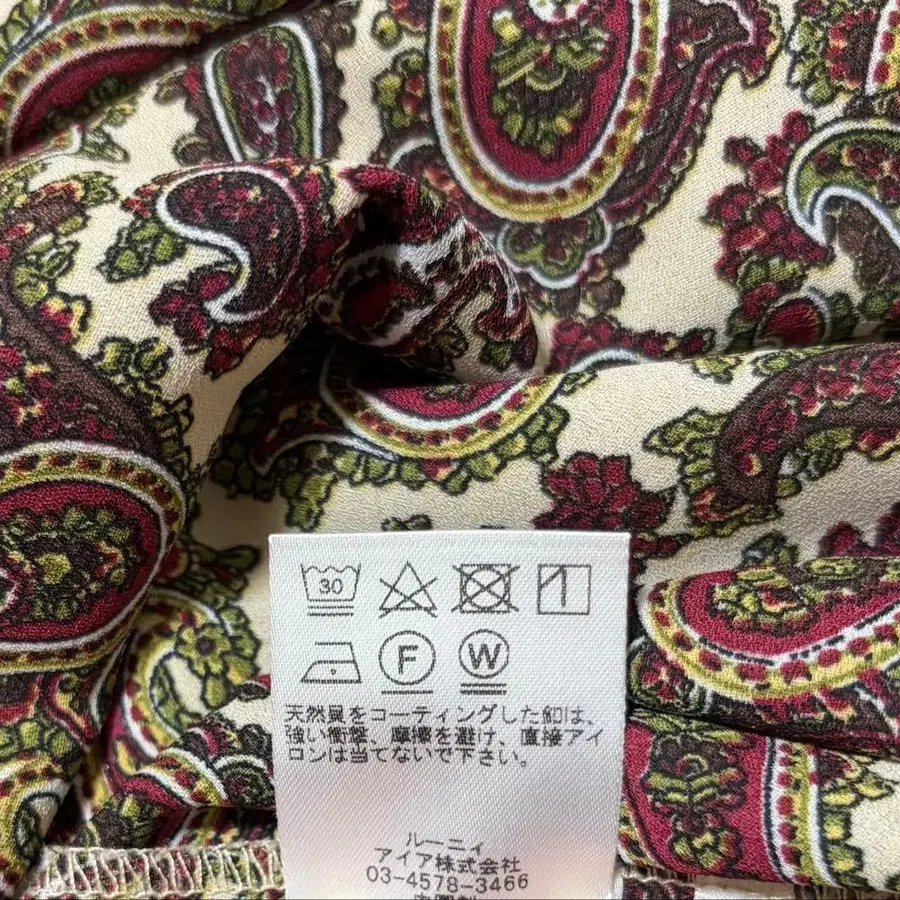 30
F W
天然貝をコーティングした釦は、
強い衝撃、摩擦を避け、直接アイ
ロンは当てないで下さい。
ルーニィ
アイア株式会社
03-4578-3466